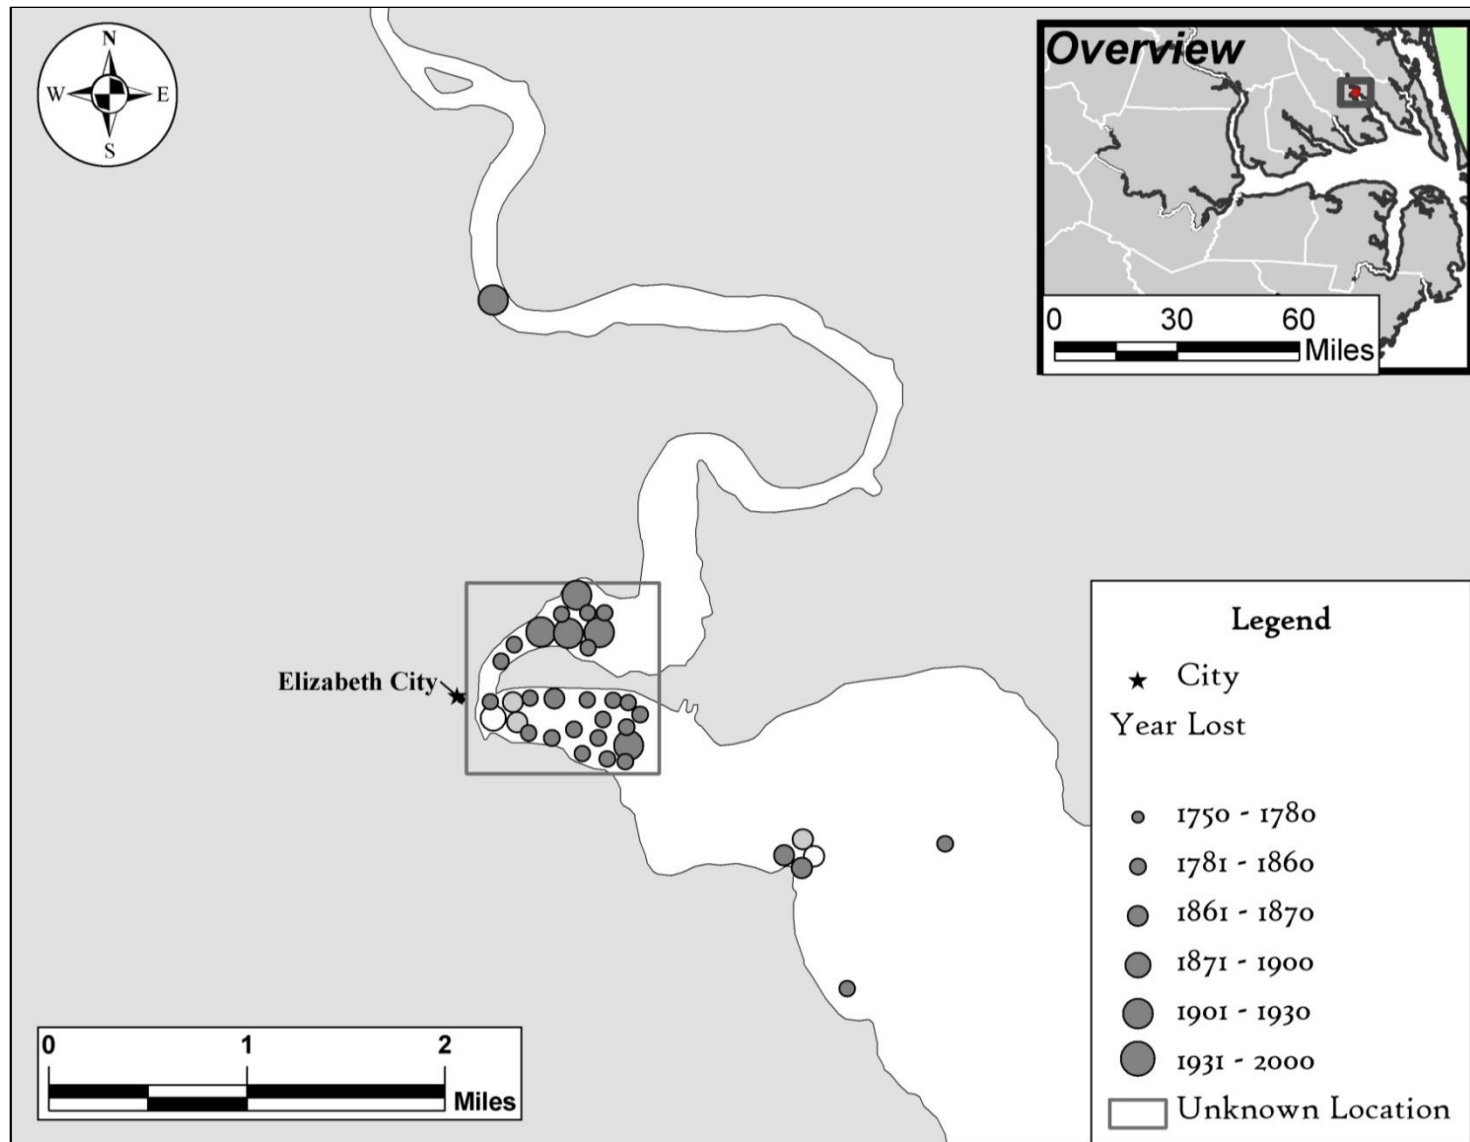 N
W E
S
Overview
0 30 60
Miles
Elizabeth City
Legend
City
Year Lost
1750 - 1780
1781 - 1860
1861 - 1870
1871 - 1900
1901 - 1930
1931 - 2000
Unknown Location
0 1 2
Miles